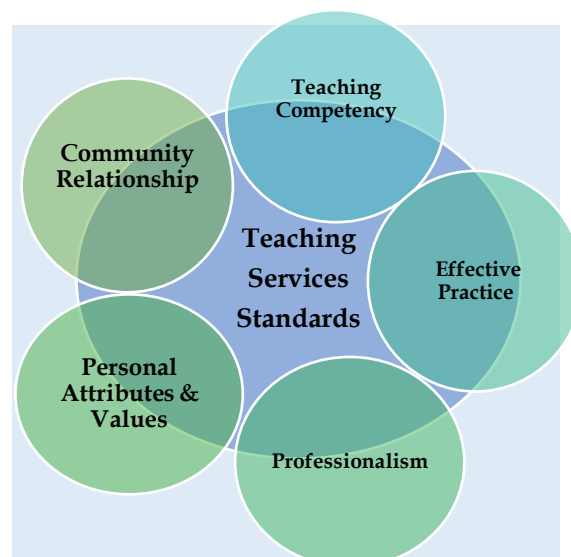 Teaching
Competency
Community
Relationship
Teaching
Services
Standards
Effective
Practice
Personal
Attributes &
Values
Professionalism